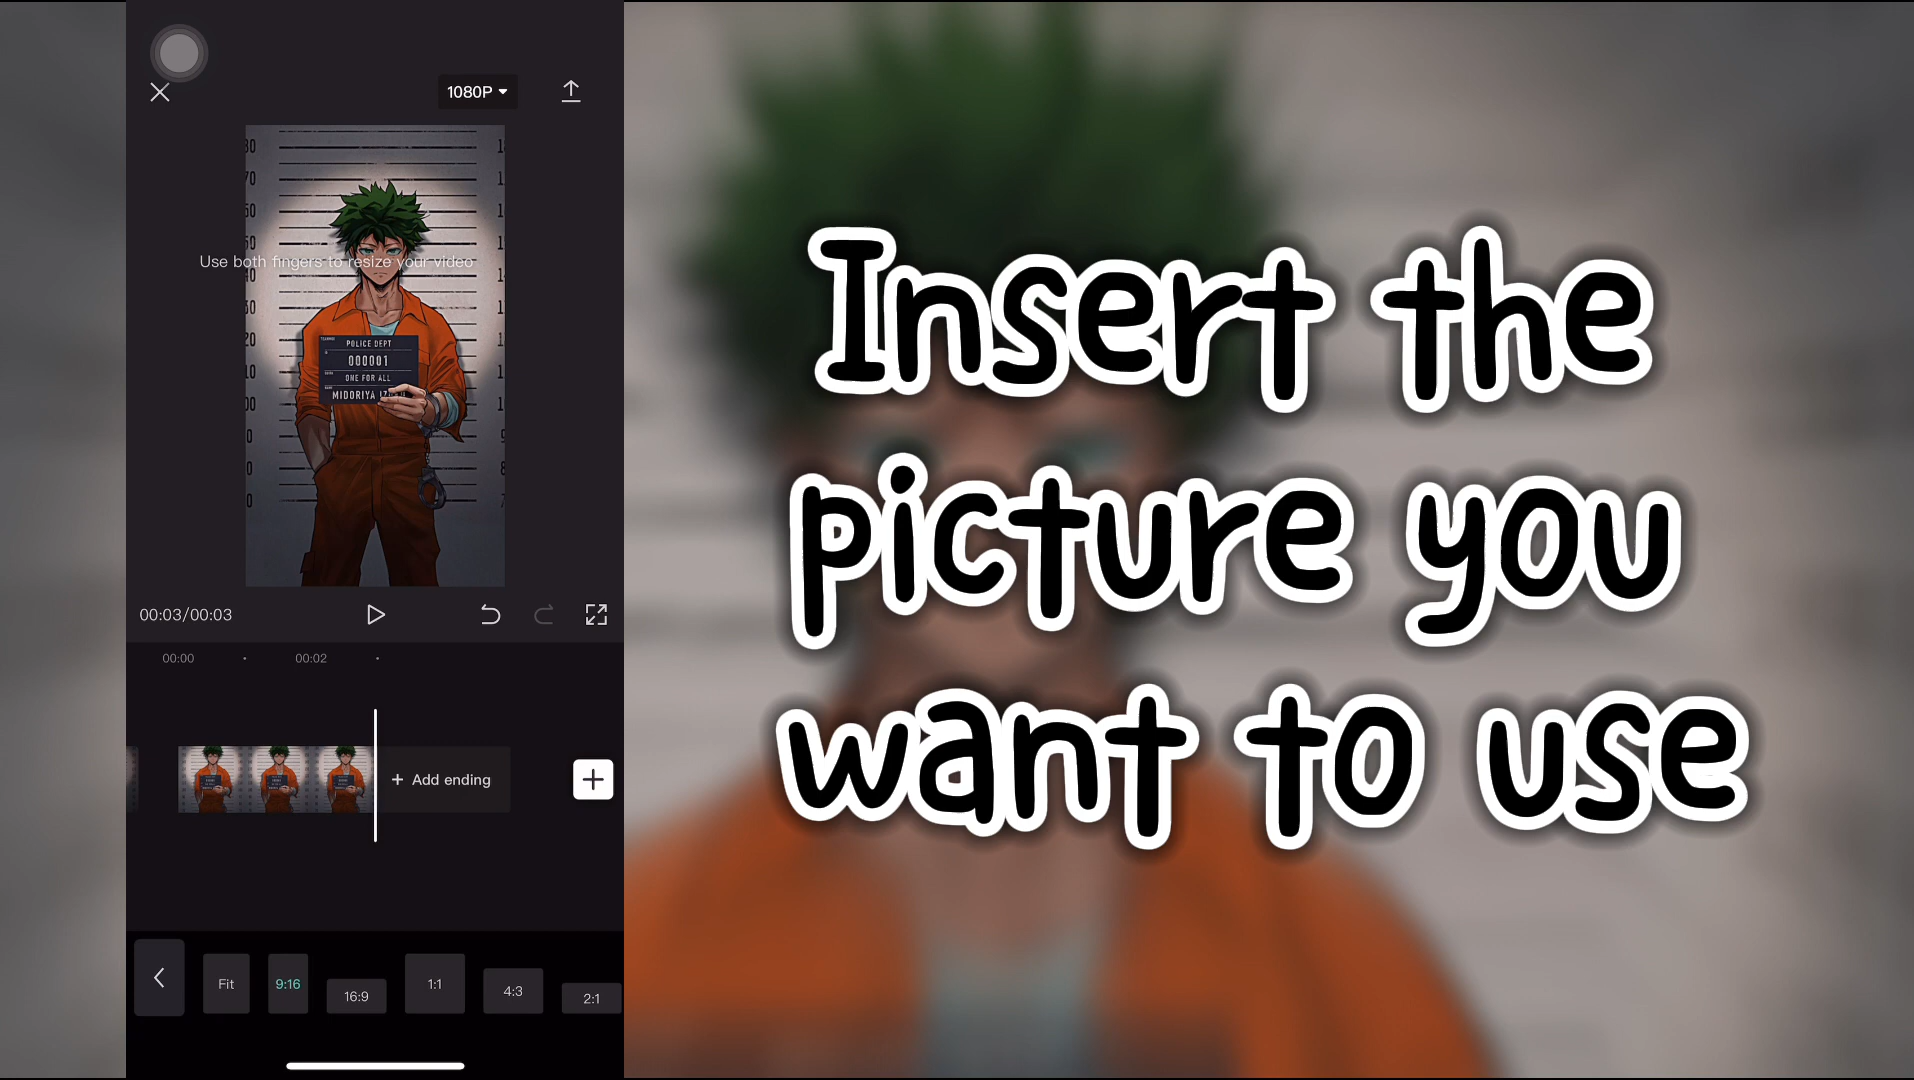 1080P
Use both fingers to resize your video
POLICE DEPT
000001
ONE FOR ALL
MIDORIYA
00:03/00:03
00:00
00:02
+ Add ending
Fit
9:16
16:9
1:1
4:3
2:1
Insert the
picture you
want to use